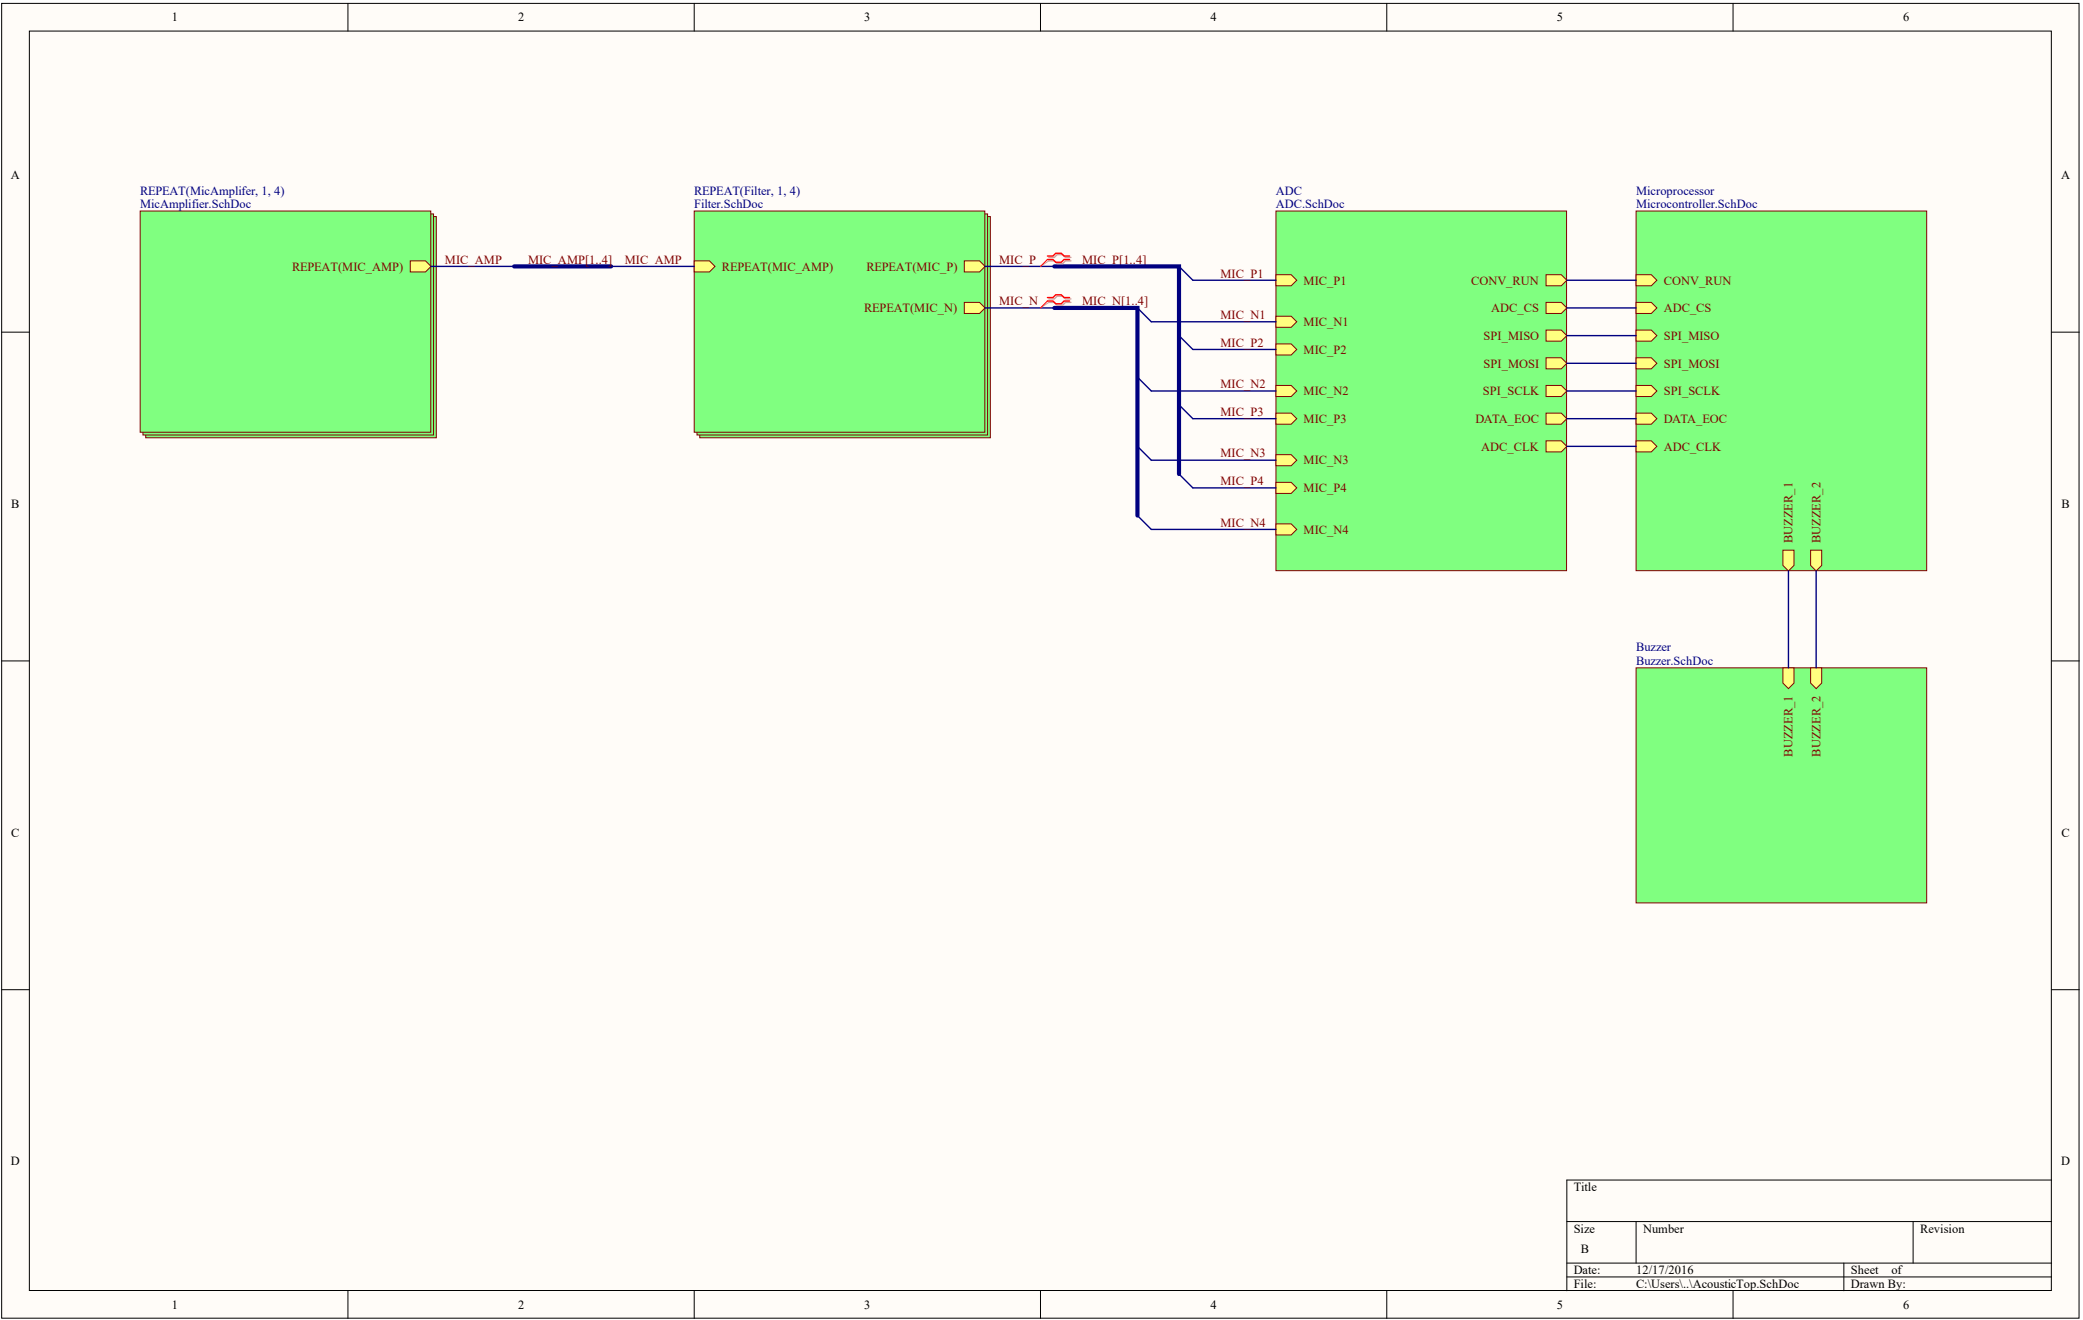 1 2 3 4 5 6
A A
REPEAT(MicAmplifer, 1, 4)
MicAmplifier.SchDoc
REPEAT(MIC_AMP)
MIC_AMP MIC_AMP[1..4] MIC_AMP
REPEAT(Filter, 1, 4)
Filter.SchDoc
REPEAT(MIC_AMP) REPEAT(MIC_P)
REPEAT(MIC_N)
MIC_P MIC_P[1..4]
MIC_N MIC_N[1..4]
MIC_P1
MIC_N1
MIC_P2
MIC_N2
MIC_P3
MIC_N3
MIC_P4
MIC_N4
ADC
ADC.SchDoc
MIC_P1
MIC_N1
MIC_P2
MIC_N2
MIC_P3
MIC_N3
MIC_P4
MIC_N4
CONV_RUN
ADC_CS
SPI_MISO
SPI_MOSI
SPI_SCLK
DATA_EOC
ADC_CLK
Microprocessor
Microcontroller.SchDoc
CONV_RUN
ADC_CS
SPI_MISO
SPI_MOSI
SPI_SCLK
DATA_EOC
ADC_CLK
BUZZER_1
BUZZER_2
B B
Buzzer
Buzzer.SchDoc
BUZZER_1
BUZZER_2
C C
D D
Title
Size Number Revision
B
Date: 12/17/2016 Sheet of
File: C:\Users\..\AcousticTop.SchDoc Drawn By:
1 2 3 4 5 6